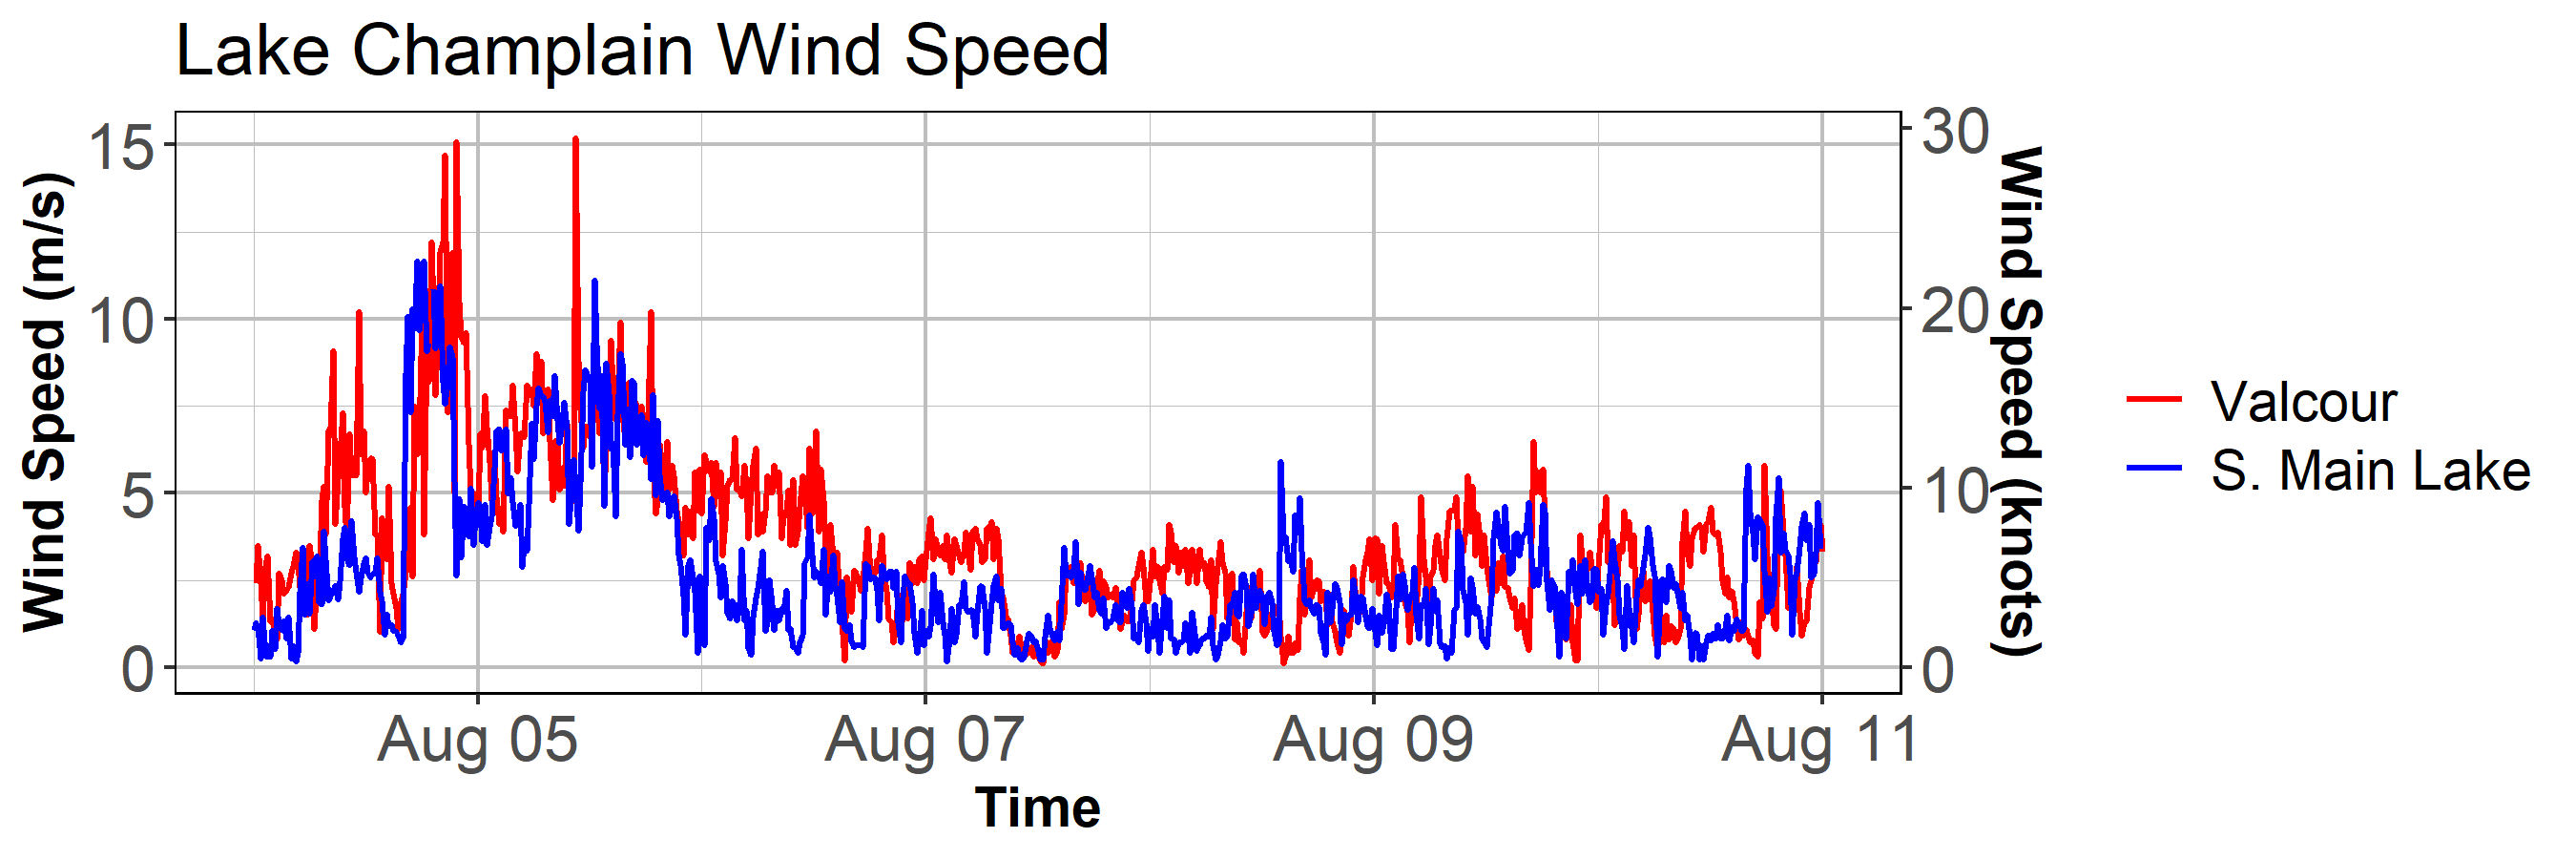 Lake Champlain Wind Speed
Wind Speed (m/s)
15
10
5
0
30
20
10
0
Wind Speed (knots)
Aug 05
Aug 07
Aug 09
Aug 11
Time
Valcour
S. Main Lake